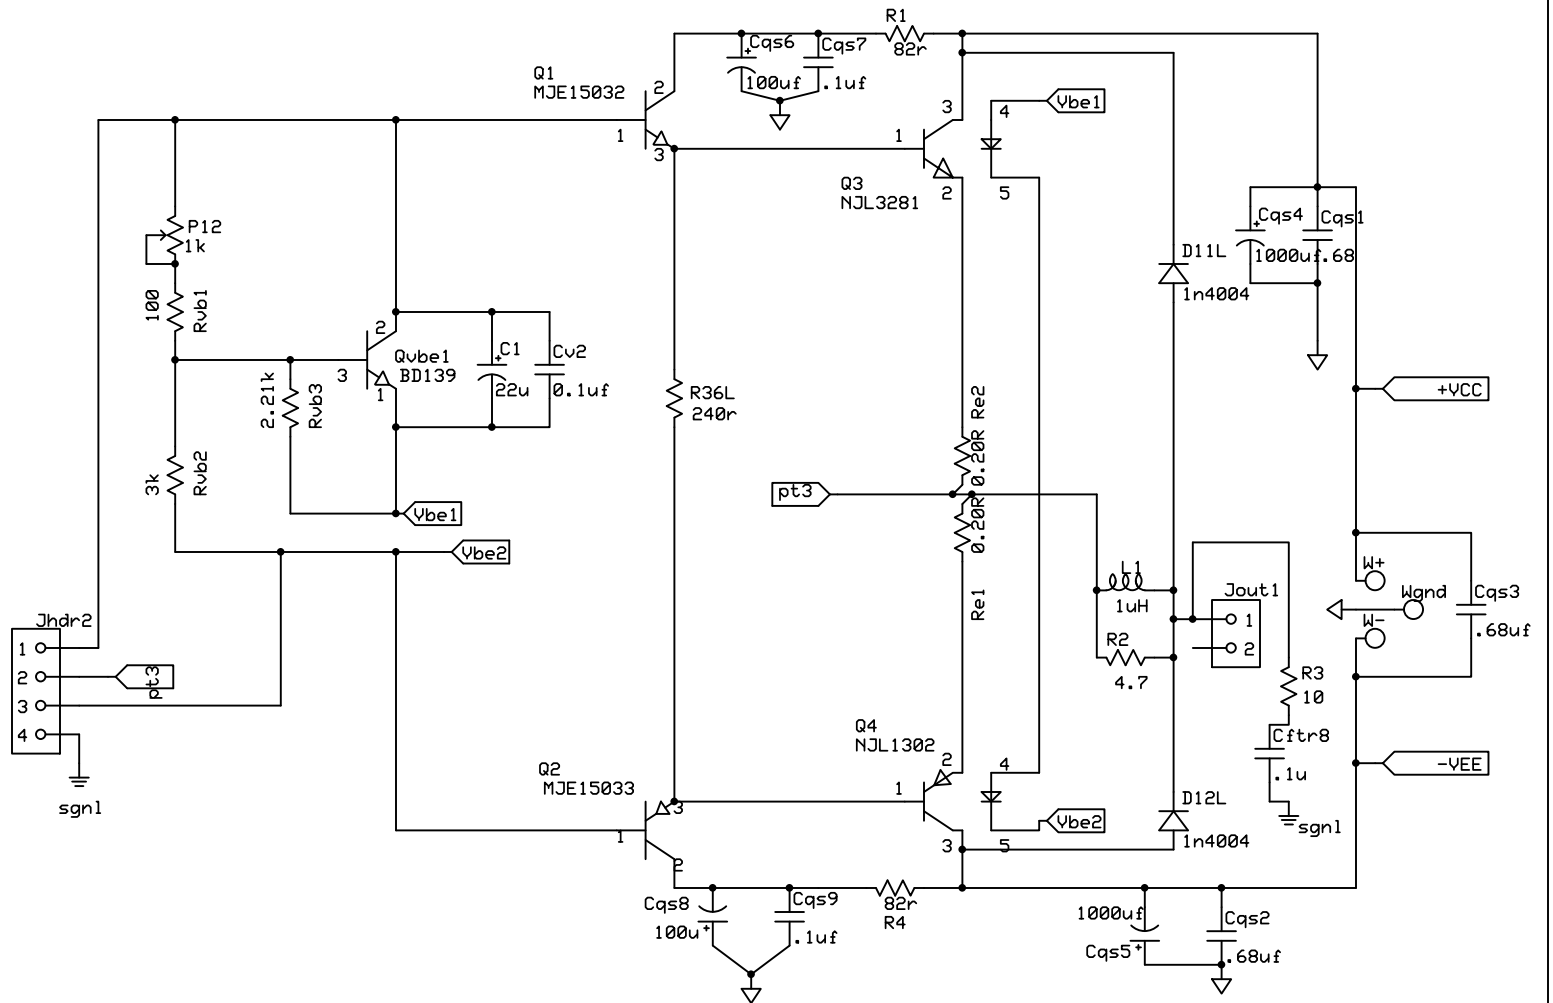 R1
82r
Cqs6
100uf
Cqs7
.1uf
Q1
MJE15032
2
1
3
3
1
2
Q3
NJL3281
4
5
Vbe1
P12
1k
100
Rvb1
2
Qvbe1
BD139
3
1
C1
22u
Cv2
0.1uf
2.21k
Rvb3
3k
Rvb2
Vbe1
Vbe2
R36L
240r
D11L
1n4004
Cqs4
1000uf
Cqs1
.68
+VCC
0.20R Re2
pt3
0.20R
Re1
L1
1uH
R2
4.7
Jout1
1
2
W+
Wgnd
W-
Cqs3
.68uf
R3
10
Cftr8
.1u
sgnl
-VEE
Jhdr2
1
2
3
4
pt3
sgnl
Q2
MJE15033
3
1
2
Q4
NJL1302
2
1
3
4
5
Vbe2
D12L
1n4004
Cqs8
100u
Cqs9
.1uf
82r
R4
1000uf
Cqs5
Cqs2
.68uf